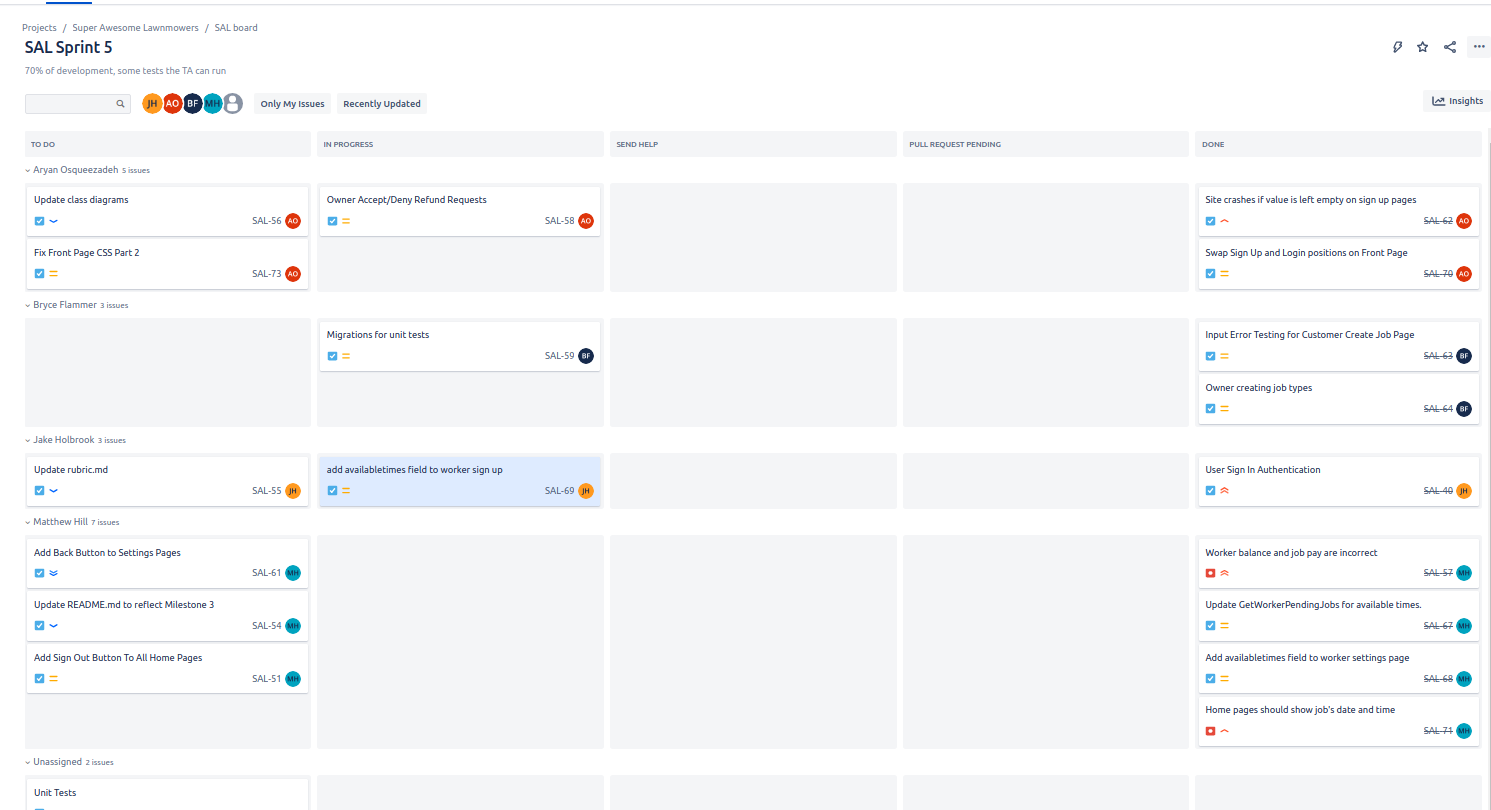 Projects / Super Awesome Lawnmowers / SAL board
SAL Sprint 5
70% of development, some tests the TA can run
JH AO BF MH Only My Issues Recently Updated
Insights
TO DO IN PROGRESS SEND HELP PULL REQUEST PENDING DONE
Aryan Osqueezadeh 5 issues
Update class diagrams
SAL-56 AO
Fix Front Page CSS Part 2
SAL-73 AO
Owner Accept/Deny Refund Requests
SAL-58 AO
Site crashes if value is left empty on sign up pages
SAL-62 AO
Swap Sign Up and Login positions on Front Page
SAL-70 AO
Bryce Flammer 3 issues
Migrations for unit tests
SAL-59 BF
Input Error Testing for Customer Create Job Page
SAL-63 BF
Owner creating job types
SAL-64 BF
Jake Holbrook 3 issues
Update rubric.md
SAL-55 JH
add availabletimes field to worker sign up
SAL-69 JH
User Sign In Authentication
SAL-40 JH
Matthew Hill 7 issues
Add Back Button to Settings Pages
SAL-61 MH
Update README.md to reflect Milestone 3
SAL-54 MH
Add Sign Out Button To All Home Pages
SAL-51 MH
Worker balance and job pay are incorrect
SAL-57 MH
Update GetWorkerPendingJobs for available times.
SAL-67 MH
Add availabletimes field to worker settings page
SAL-68 MH
Home pages should show job's date and time
SAL-71 MH
Unassigned 2 issues
Unit Tests